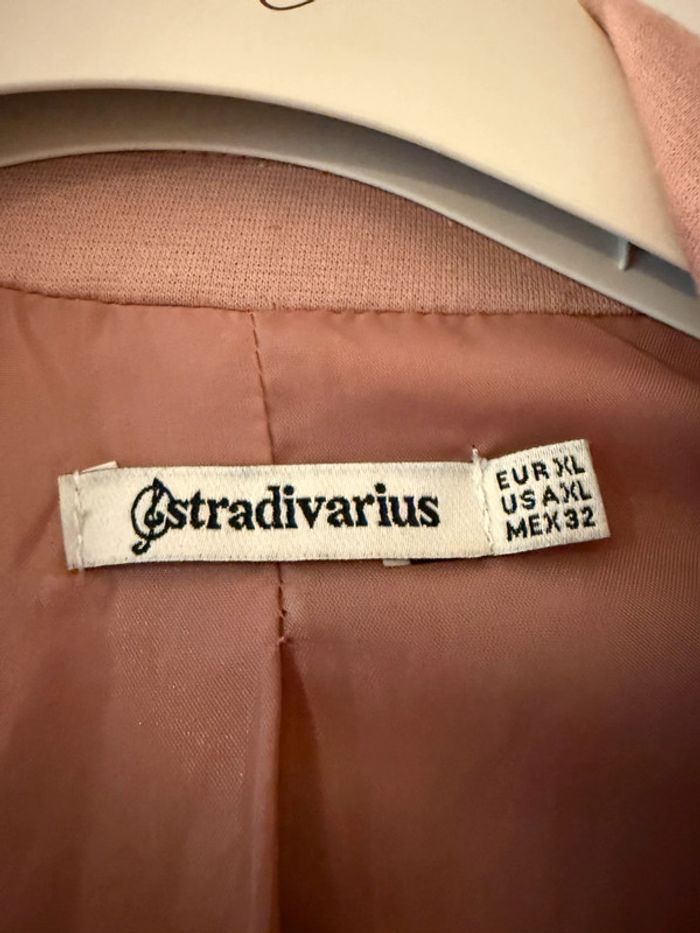 stradivarius
EUR XL
USA XL
MEX 32